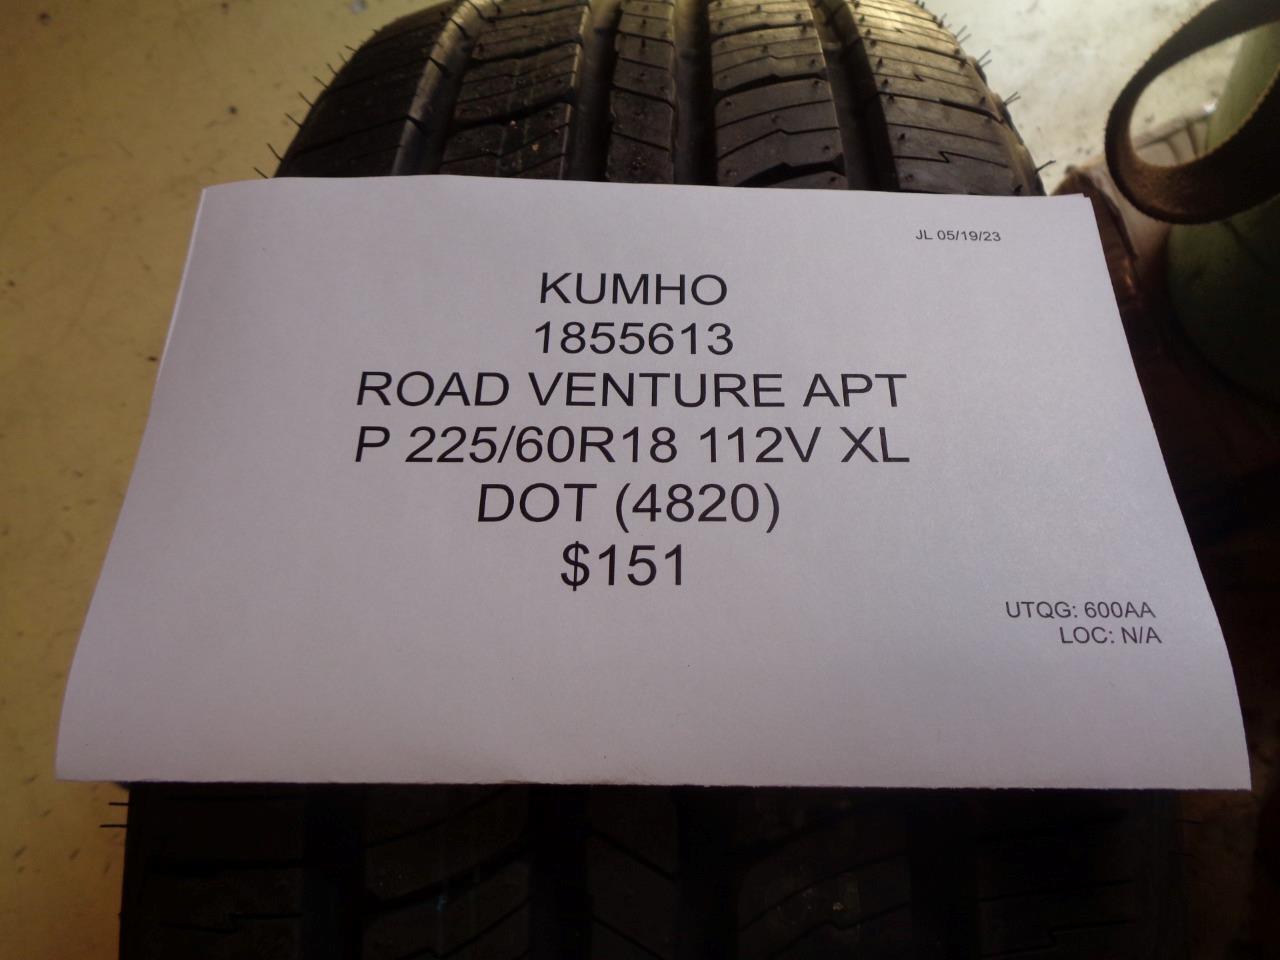 JL 05/19/23
KUMHO
1855613
ROAD VENTURE APT
P 225/60R18 112V XL
DOT (4820)
$151
UTQG: 600AA
LOC: N/A